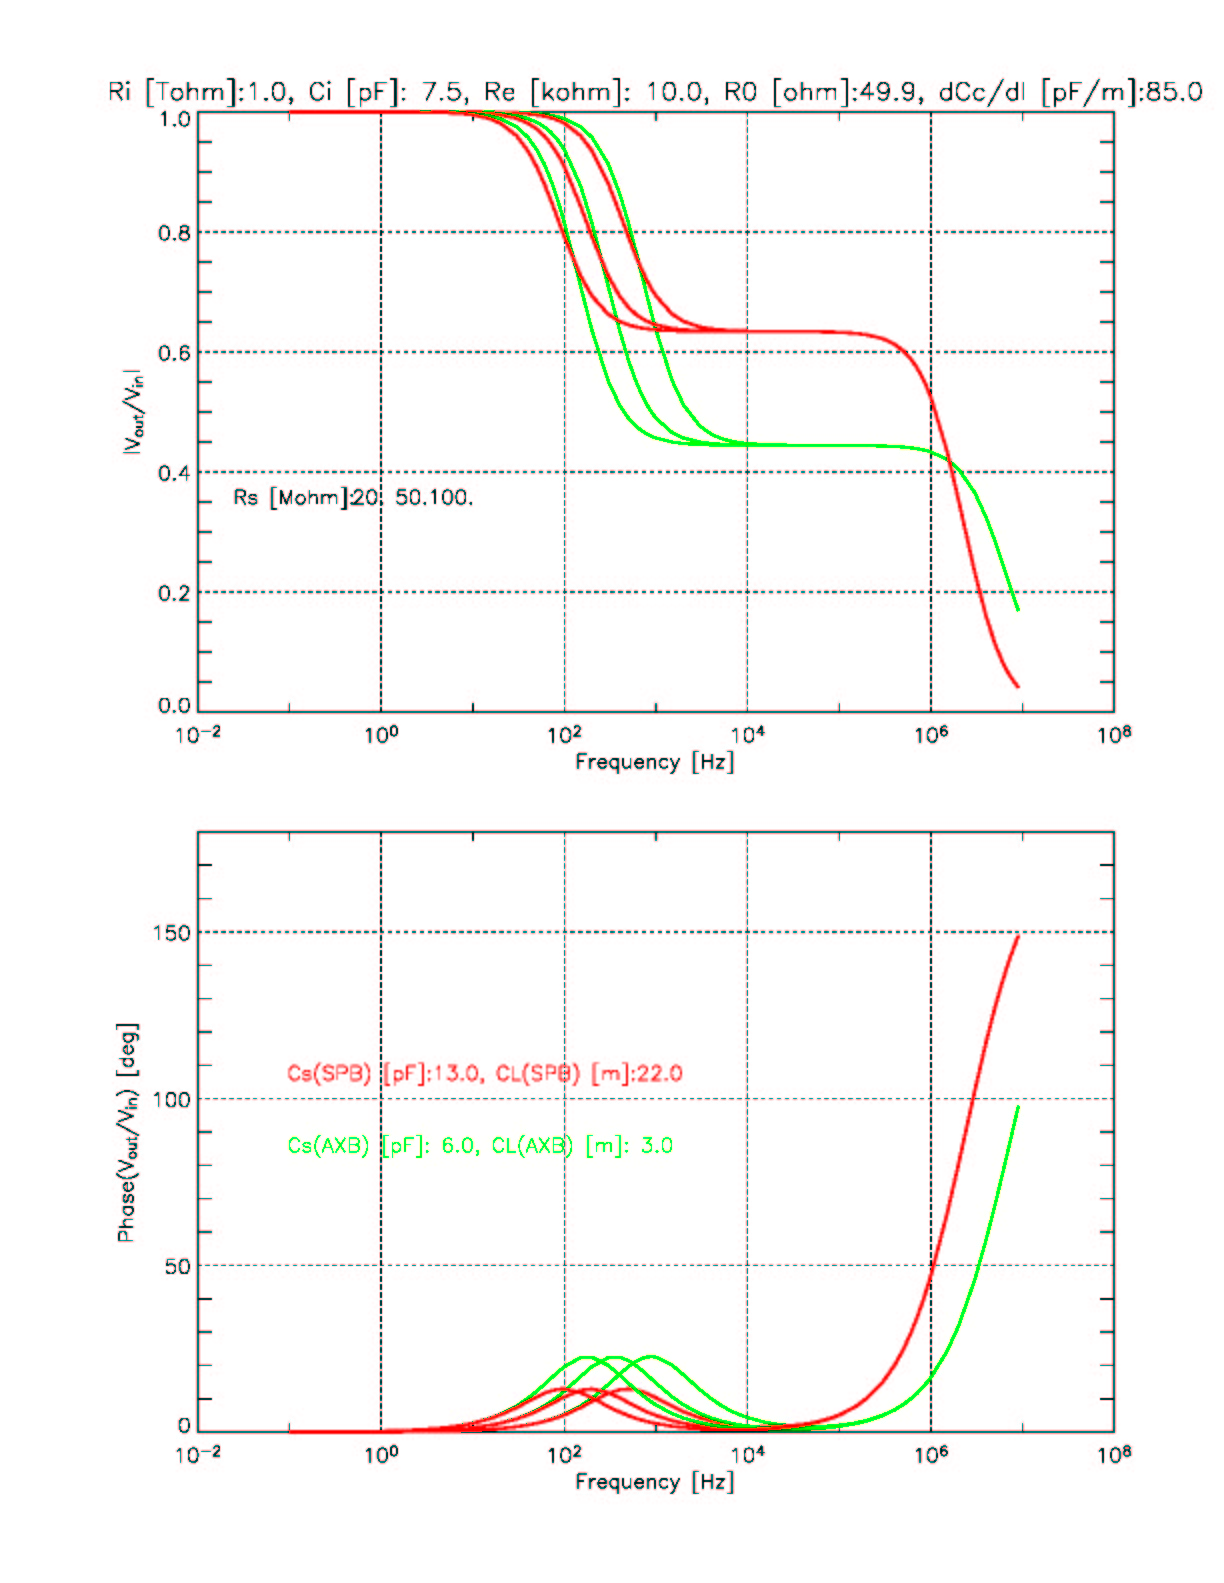 Ri [Tohm]:1.0, Ci [pF]: 7.5, Re [kohm]: 10.0, R0 [ohm]:49.9, dCc/dl [pF/m]:85.0
1.0
0.8
0.6
0.4
0.2
0.0
|Vout/Vin|
Rs [Mohm]:20. 50.100.
10⁻² 10⁰ 10² 10⁴ 10⁶ 10⁸
Frequency [Hz]
150
100
50
0
Phase(Vout/Vin) [deg]
Cs(SPB) [pF]:13.0, CL(SPB) [m]:22.0
Cs(AXB) [pF]: 6.0, CL(AXB) [m]: 3.0
10⁻² 10⁰ 10² 10⁴ 10⁶ 10⁸
Frequency [Hz]